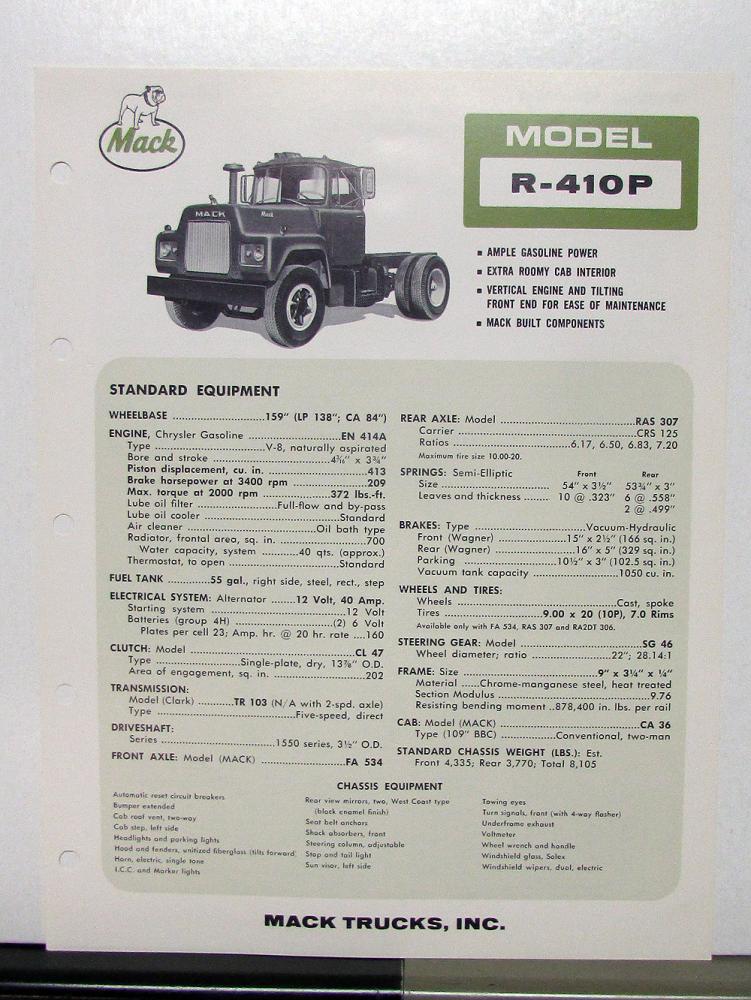 Mack
MODEL
R-410P
MACK
Mack
▪ AMPLE GASOLINE POWER
▪ EXTRA ROOMY CAB INTERIOR
▪ VERTICAL ENGINE AND TILTING
FRONT END FOR EASE OF MAINTENANCE
▪ MACK BUILT COMPONENTS
STANDARD EQUIPMENT
WHEELBASE ......................159" (LP 138"; CA 84")
ENGINE, Chrysler Gasoline ......................EN 414A
Type ......................V-8, naturally aspirated
Bore and stroke ......................43/16" x 3¾"
Piston displacement, cu. in. ......................413
Brake horsepower at 3400 rpm ......................209
Max. torque at 2000 rpm ..............372 lbs.-ft.
Lube oil filter ......................Full-flow and by-pass
Lube oil cooler ......................Standard
Air cleaner ......................Oil bath type
Radiator, frontal area, sq. in. ......................700
Water capacity, system ...........40 qts. (approx.)
Thermostat, to open ......................Standard
FUEL TANK ...........55 gal., right side, steel, rect., step
ELECTRICAL SYSTEM: Alternator .......12 Volt, 40 Amp.
Starting system ......................12 Volt
Batteries (group 4H) ......................(2) 6 Volt
Plates per cell 23; Amp. hr. @ 20 hr. rate ....160
CLUTCH: Model ......................CL 47
Type ......................Single-plate, dry, 13⅞" O.D.
Area of engagement, sq. in. ......................202
TRANSMISSION:
Model (Clark) ...........TR 103 (N/A with 2-spd. axle)
Type ......................Five-speed, direct
DRIVESHAFT:
Series ......................1550 series, 3½" O.D.
FRONT AXLE: Model (MACK) ......................FA 534
REAR AXLE: Model ......................RAS 307
Carrier ......................CRS 125
Ratios ......................6.17, 6.50, 6.83, 7.20
Maximum tire size 10.00-20.
SPRINGS: Semi-Elliptic Front Rear
Size ...................... 54" x 3½" 53¾" x 3"
Leaves and thickness ....... 10 @ .323" 6 @ .558"
2 @ .499"
BRAKES: Type ......................Vacuum-Hydraulic
Front (Wagner) ......................15" x 2½" (166 sq. in.)
Rear (Wagner) ......................16" x 5" (329 sq. in.)
Parking ......................10½" x 3" (102.5 sq. in.)
Vacuum tank capacity ......................1050 cu. in.
WHEELS AND TIRES:
Wheels ......................Cast, spoke
Tires ......................9.00 x 20 (10P), 7.0 Rims
Available only with FA 534, RAS 307 and RA2DT 306.
STEERING GEAR: Model ......................SG 46
Wheel diameter; ratio ......................22"; 28.14:1
FRAME: Size ......................9" x 3¼" x ¼"
Material .....Chrome-manganese steel, heat treated
Section Modulus ......................9.76
Resisting bending moment ..878,400 in. lbs. per rail
CAB: Model (MACK) ......................CA 36
Type (109" BBC) ...............Conventional, two-man
STANDARD CHASSIS WEIGHT (LBS.): Est.
Front 4,335; Rear 3,770; Total 8,105
CHASSIS EQUIPMENT
Automatic reset circuit breakers
Bumper extended
Cab roof vent, two-way
Cab step, left side
Headlights and parking lights
Hood and fenders, unitized fiberglass (tilts forward)
Horn, electric, single tone
I.C.C. and Marker lights
Rear view mirrors, two, West Coast type
(black enamel finish)
Seat belt anchors
Shock absorbers, front
Steering column, adjustable
Stop and tail light
Sun visor, left side
Towing eyes
Turn signals, front (with 4-way flasher)
Underframe exhaust
Voltmeter
Wheel wrench and handle
Windshield glass, Solex
Windshield wipers, dual, electric
MACK TRUCKS, INC.